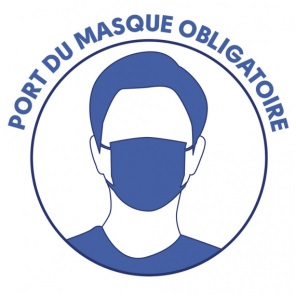 PORT DU MASQUE OBLIGATOIRE